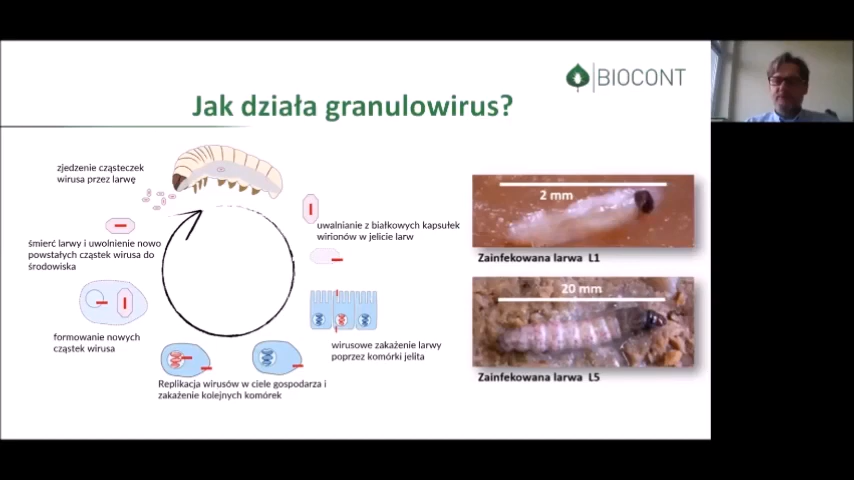 BIOCONT
Jak działa granulowirus?
zjedzenie cząsteczek
wirusa przez larwę
uwalnianie z białkowych kapsułek
wirionów w jelicie larw
wirusowe zakażenie larwy
poprzez komórki jelita
Replikacja wirusów w ciele gospodarza i
zakażenie kolejnych komórek
formowanie nowych
cząstek wirusa
śmierć larwy i uwolnienie nowo
powstałych cząstek wirusa do
środowiska
2 mm
Zainfekowana larwa L1
20 mm
Zainfekowana larwa L5